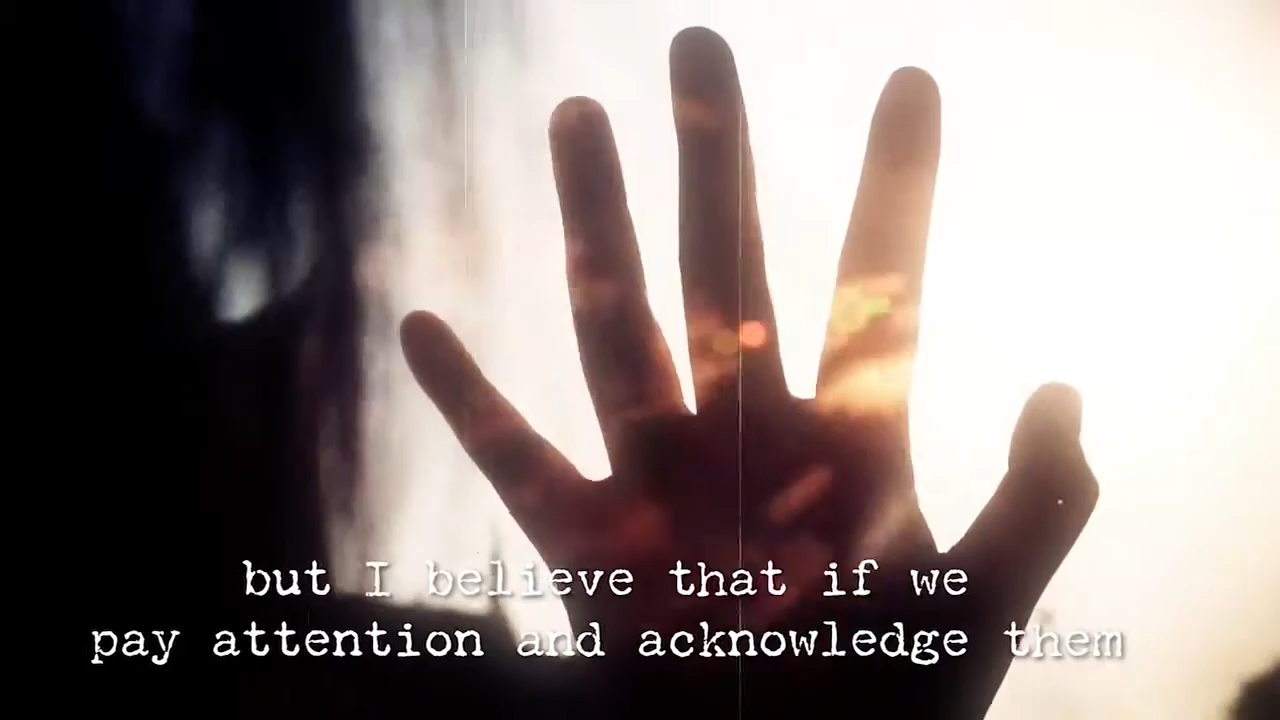 but I believe that if we
pay attention and acknowledge them